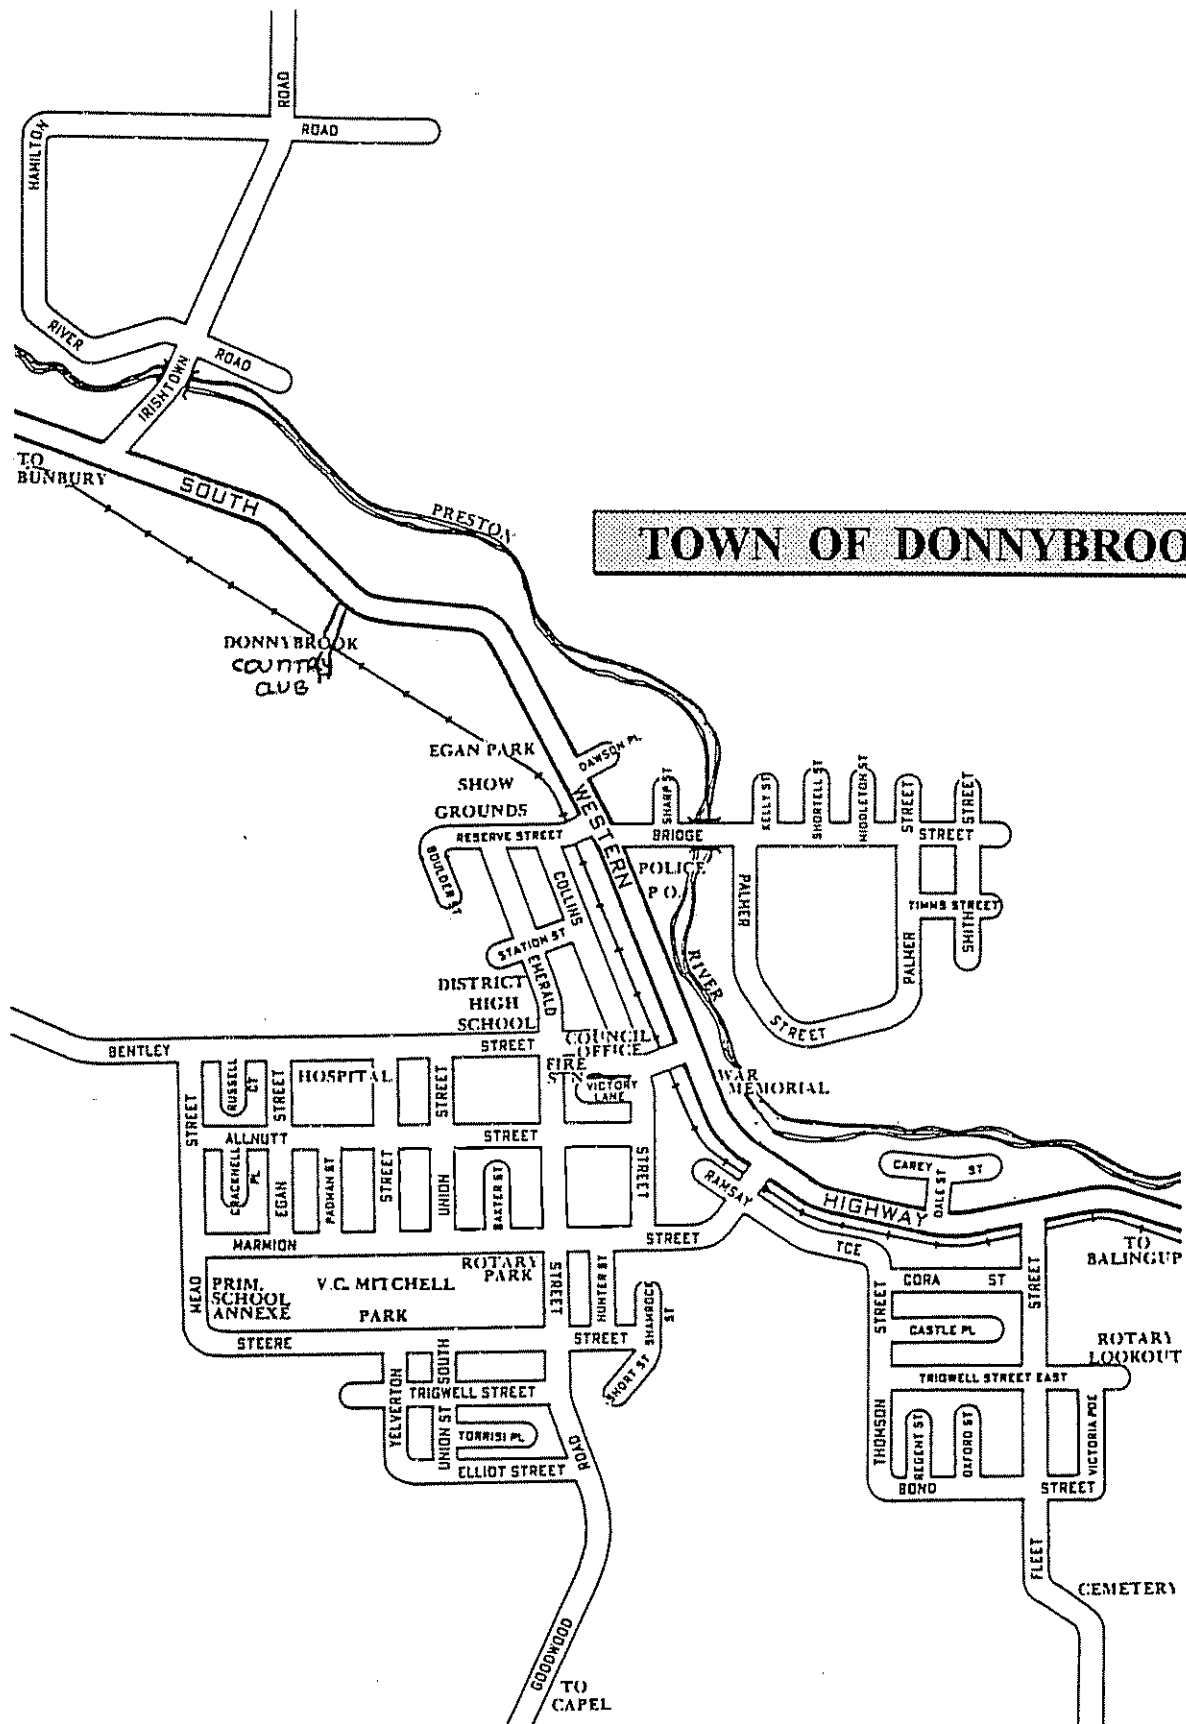 ROAD
ROAD
HAMILTON
RIVER
ROAD
IRISHTOWN
TO
BUNBURY
SOUTH
PRESTON
TOWN OF DONNYBROO
DONNYBROOK
COUNTRY
CLUB
EGAN PARK
SHOW
GROUNDS
DAWSON PL.
WESTERN
SHARP ST
KELLY ST
SHORTELL ST
MIDDLETON ST
STREET
STREET
RESERVE STREET
BRIDGE
STREET
BOULDER ST
COLLINS
POLICE
P.O.
PALMER
TIMMS STREET
SMITH
PALMER
STATION ST
EMERALD
RIVER
STREET
DISTRICT
HIGH
SCHOOL
BENTLEY
STREET
COUNCIL
OFFICE
FIRE
STN
VICTORY
LANE
WAR
MEMORIAL
RUSSELL
CT
STREET
HOSPITAL
STREET
STREET
ALLNUTT
STREET
CRACKNELL
PL
EGAN
PADMAN ST
STREET
UNION
BAXTER ST
STREET
RAMSAY
CAREY ST
DALE ST
HIGHWAY
MARMION
STREET
TCE
TO
BALINGUP
MEAD
PRIM.
SCHOOL
ANNEXE
V.C. MITCHELL
PARK
ROTARY
PARK
STREET
HUNTER ST
SHAMROCK
ST
STREET
CORA ST
STREET
CASTLE PL
STEERE
STREET
SOUTH
SHORT ST
ROTARY
LOOKOUT
YELVERTON
TRIGWELL STREET
TRIGWELL STREET EAST
UNION ST
TORRISI PL
ROAD
THOMSON
REGENT ST
OXFORD ST
VICTORIA PDE
ELLIOT STREET
BOND
STREET
FLEET
CEMETERY
GOODWOOD
TO
CAPEL